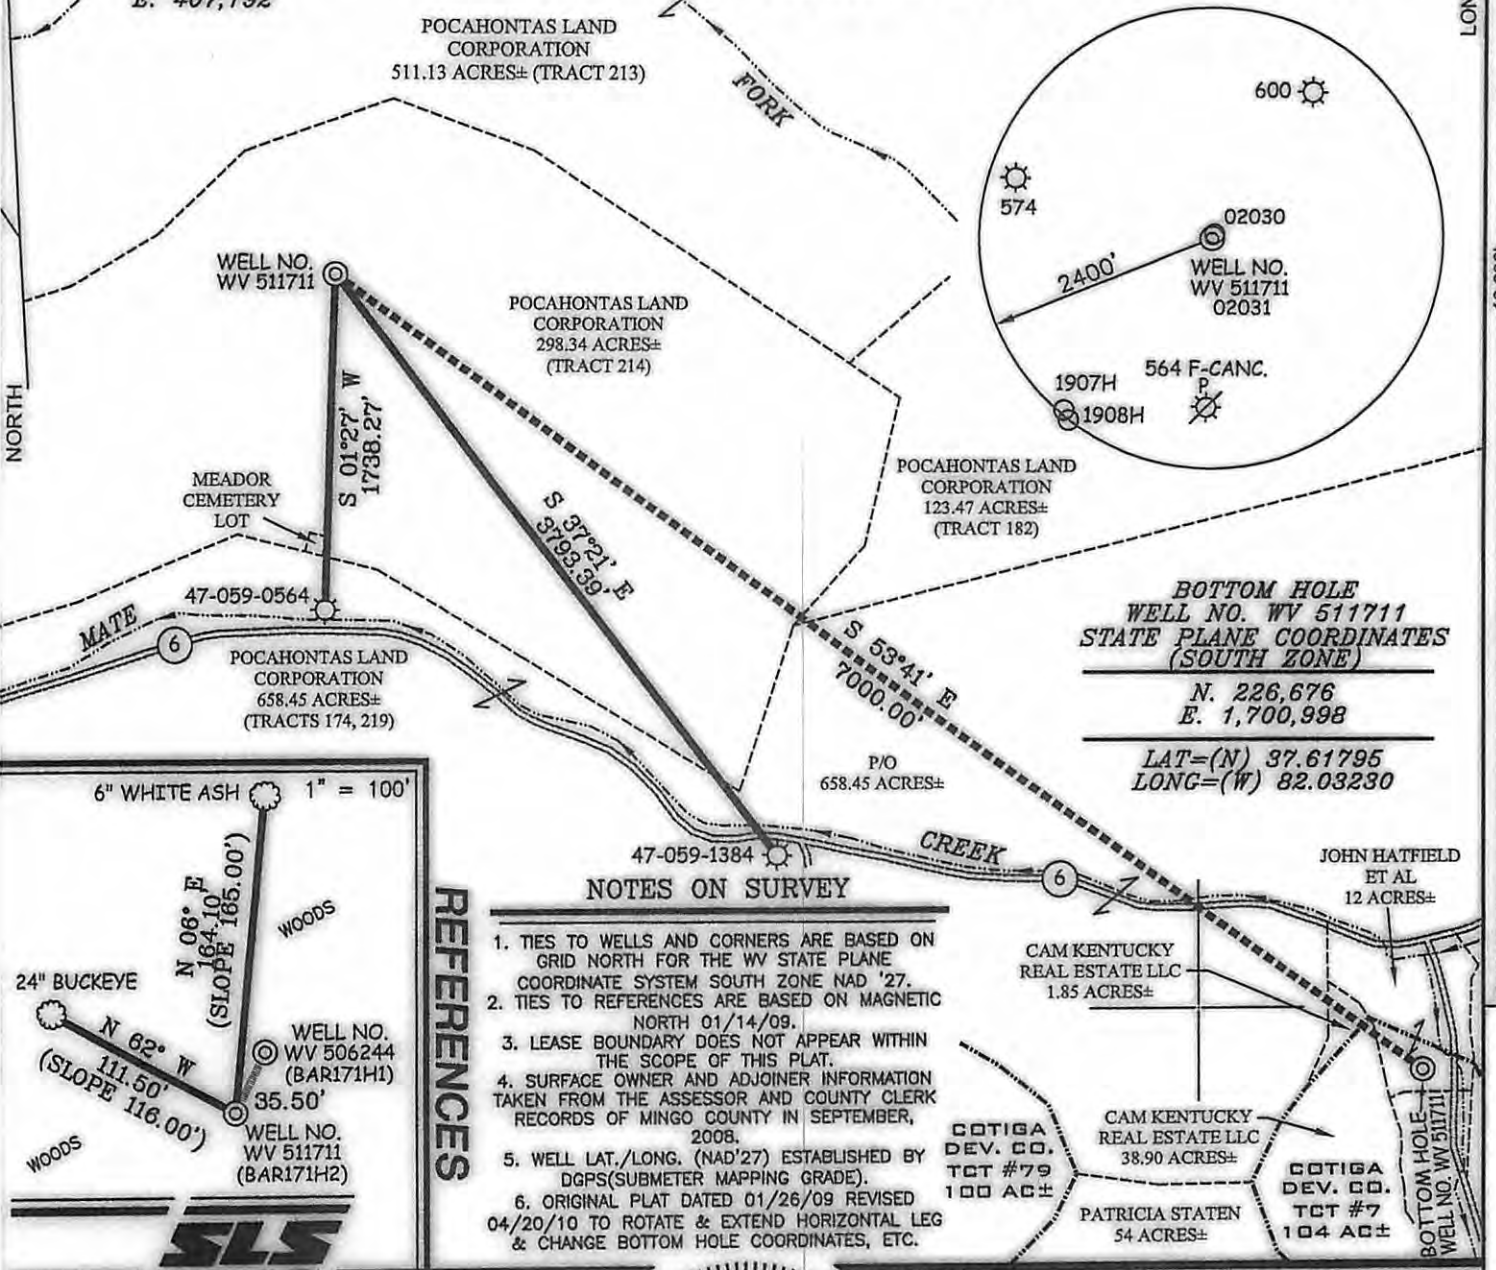 E. 407,792
POCAHONTAS LAND
CORPORATION
511.13 ACRES± (TRACT 213)
FORK
600
574
02030
2400'
WELL NO.
WV 511711
02031
1907H
1908H
564 F-CANC.
P
NORTH
WELL NO.
WV 511711
POCAHONTAS LAND
CORPORATION
298.34 ACRES±
(TRACT 214)
S 01°27' W
1738.27'
MEADOR
CEMETERY
LOT
S 37°21' E
3793.39'
POCAHONTAS LAND
CORPORATION
123.47 ACRES±
(TRACT 182)
47-059-0564
MATE
6
POCAHONTAS LAND
CORPORATION
658.45 ACRES±
(TRACTS 174, 219)
S 53°41' E
7000.00'
BOTTOM HOLE
WELL NO. WV 511711
STATE PLANE COORDINATES
(SOUTH ZONE)
N. 226,676
E. 1,700,998
LAT=(N) 37.61795
LONG=(W) 82.03230
P/O
658.45 ACRES±
47-059-1384
CREEK
6
JOHN HATFIELD
ET AL
12 ACRES±
6" WHITE ASH
1" = 100'
N 06° E
164.10'
(SLOPE 165.00')
WOODS
24" BUCKEYE
N 62° W
111.50'
(SLOPE 116.00')
WELL NO.
WV 506244
(BAR171H1)
35.50'
WELL NO.
WV 511711
(BAR171H2)
WOODS
REFERENCES
SLS
NOTES ON SURVEY
1. TIES TO WELLS AND CORNERS ARE BASED ON
GRID NORTH FOR THE WV STATE PLANE
COORDINATE SYSTEM SOUTH ZONE NAD '27.
2. TIES TO REFERENCES ARE BASED ON MAGNETIC
NORTH 01/14/09.
3. LEASE BOUNDARY DOES NOT APPEAR WITHIN
THE SCOPE OF THIS PLAT.
4. SURFACE OWNER AND ADJOINER INFORMATION
TAKEN FROM THE ASSESSOR AND COUNTY CLERK
RECORDS OF MINGO COUNTY IN SEPTEMBER,
2008.
5. WELL LAT./LONG. (NAD'27) ESTABLISHED BY
DGPS(SUBMETER MAPPING GRADE).
6. ORIGINAL PLAT DATED 01/26/09 REVISED
04/20/10 TO ROTATE & EXTEND HORIZONTAL LEG
& CHANGE BOTTOM HOLE COORDINATES, ETC.
CAM KENTUCKY
REAL ESTATE LLC
1.85 ACRES±
CAM KENTUCKY
REAL ESTATE LLC
38.90 ACRES±
COTIGA
DEV. CO.
TCT #79
100 AC±
PATRICIA STATEN
54 ACRES±
COTIGA
DEV. CO.
TCT #7
104 AC±
BOTTOM HOLE
WELL NO. WV 511711